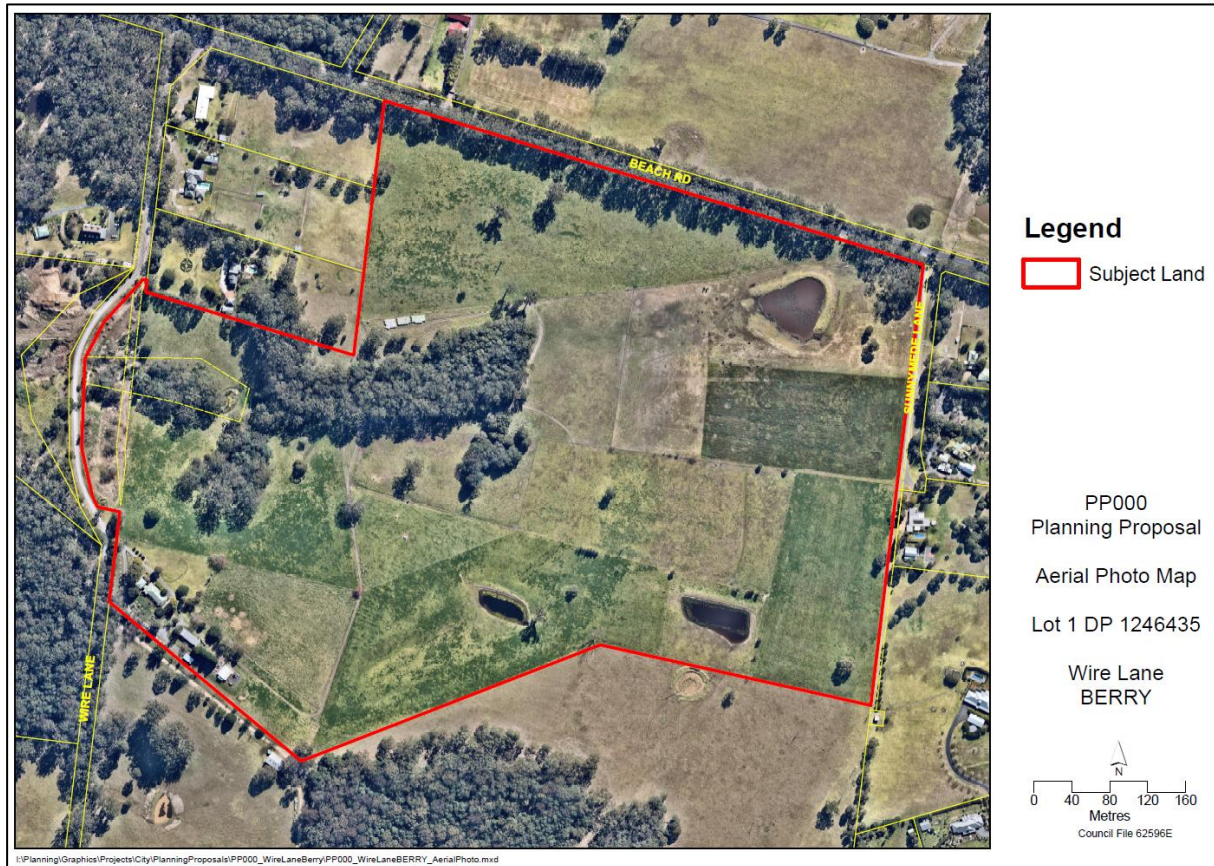 BEACH RD
SUNNYMEDE LANE
WIRE LANE
Legend
Subject Land
PP000
Planning Proposal
Aerial Photo Map
Lot 1 DP 1246435
Wire Lane
BERRY
N
0 40 80 120 160
Metres
Council File 62596E
I:\Planning\Graphics\Projects\City\PlanningProposals\PP000_WireLaneBerry\PP000_WireLaneBERRY_AerialPhoto.mxd